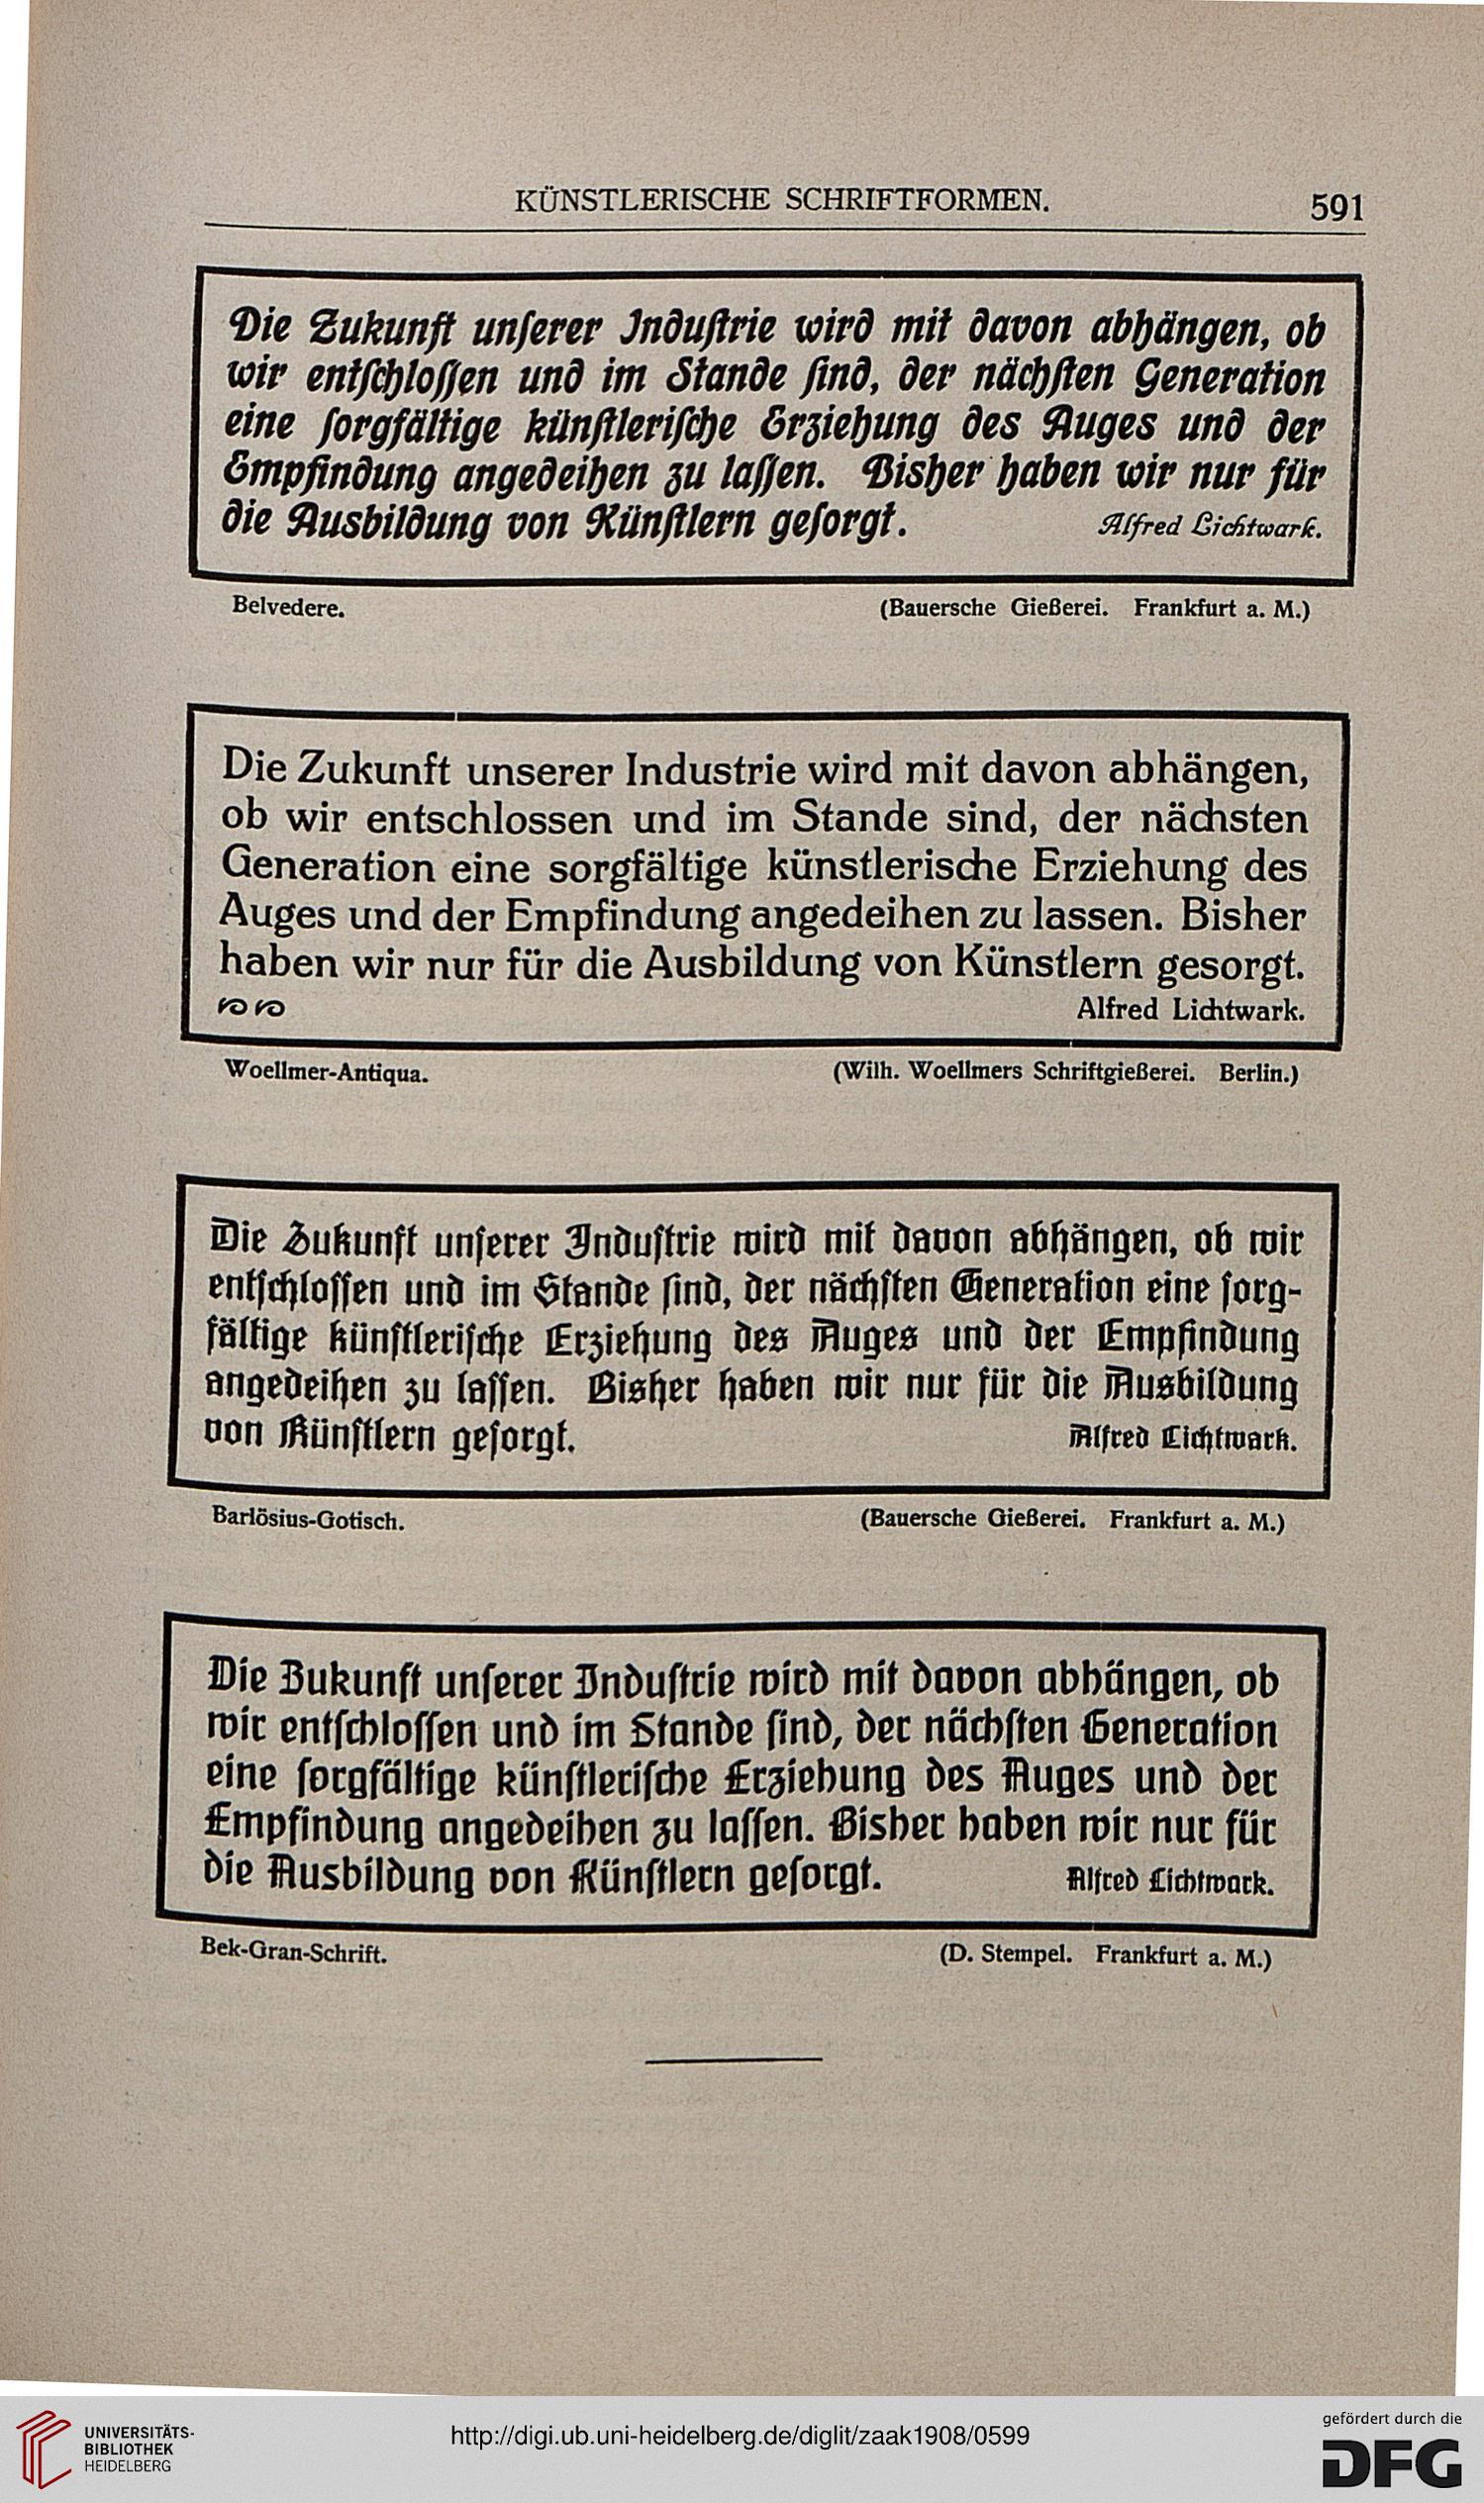 KÜNSTLERISCHE SCHRIFTFORMEN. 591
Die Zukunft unſerer Induſtrie wird mit davon abhängen, ob
wir entſchloſſen und im Stande ſind, der nächſten Generation
eine ſorgfältige künſtleriſche Erziehung des Auges und der
Empfindung angedeihen zu laſſen. Bisher haben wir nur für
die Ausbildung von Künſtlern geſorgt. Alfred Lichtwark.
Belvedere. (Bauersche Gießerei. Frankfurt a. M.)
Die Zukunft unserer Industrie wird mit davon abhängen,
ob wir entschlossen und im Stande sind, der nächsten
Generation eine sorgfältige künstlerische Erziehung des
Auges und der Empfindung angedeihen zu lassen. Bisher
haben wir nur für die Ausbildung von Künstlern gesorgt.
Alfred Lichtwark.
Woellmer-Antiqua. (Wilh. Woellmers Schriftgießerei. Berlin.)
Die Zukunft unſerer Induſtrie wird mit davon abhängen, ob wir
entſchloſſen und im Stande ſind, der nächſten Generation eine ſorg-
fältige künſtleriſche Erziehung des Auges und der Empfindung
angedeihen zu laſſen. Bisher haben wir nur für die Ausbildung
von Künſtlern geſorgt. Alfred Lichtwark.
Barlösius-Gotisch. (Bauersche Gießerei. Frankfurt a. M.)
Die Zukunft unſerer Induſtrie wird mit davon abhängen, ob
wir entſchloſſen und im Stande ſind, der nächſten Generation
eine ſorgfältige künſtleriſche Erziehung des Auges und der
Empfindung angedeihen zu laſſen. Bisher haben wir nur für
die Ausbildung von Künſtlern geſorgt. Alfred Lichtwark.
Bek-Gran-Schrift. (D. Stempel. Frankfurt a. M.)
UNIVERSITÄTS-
BIBLIOTHEK
HEIDELBERG
http://digi.ub.uni-heidelberg.de/diglit/zaak1908/0599
gefördert durch die
DFG